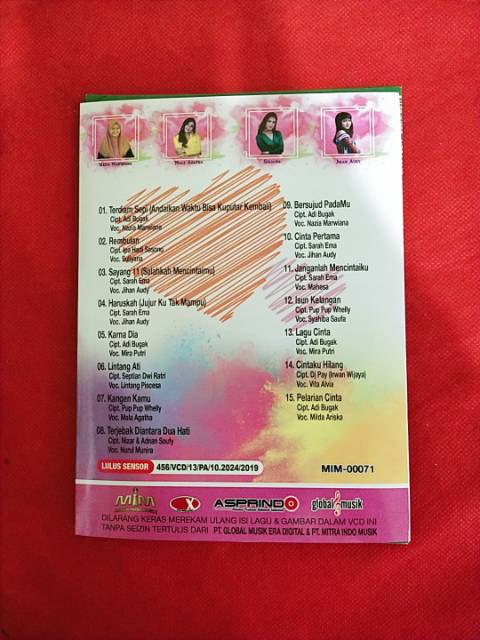 Jihan Audy
01. Terdiam Sepi (Andaikan Waktu Bisa Kuputar Kembali)
Cipt. Adi Bugak
Voc. Nazia Marwiana
02. Rembulan
Cipt. Ipa Hadi Sasono
Voc. Suliyana
03. Sayang 11 (Salahkah Mencintaimu)
Cipt. Sarah Ema
Voc. Jihan Audy
04. Haruskah (Jujur Ku Tak Mampu)
Cipt. Sarah Ema
Voc. Jihan Audy
05. Karna Dia
Cipt. Adi Bugak
Voc. Mira Putri
06. Lintang Ati
Cipt. Septian Dwi Ratri
Voc. Lintang Piscesa
07. Kangen Kamu
Cipt. Pup Pup Whelly
Voc. Mala Agatha
08. Terjebak Diantara Dua Hati
Cipt. Nizar & Adnan Soufy
Voc. Nurul Munira
09. Bersujud PadaMu
Cipt. Adi Bugak
Voc. Nazia Marwiana
10. Cinta Pertama
Cipt. Sarah Ema
Voc. Jihan Audy
11. Janganlah Mencintaiku
Cipt. Sarah Ema
Voc. Mahesa
12. Isun Kelangan
Cipt. Pup Pup Whelly
Voc. Syahiba Saufa
13. Lagu Cinta
Cipt. Adi Bugak
Voc. Mira Putri
14. Cintaku Hilang
Cipt. Dj Pay (Irwan Wijaya)
Voc. Vita Alvia
15. Pelarian Cinta
Cipt. Adi Bugak
Voc. Milda Ariska
LULUS SENSOR 456/VCD/13/PA/10.2024/2019
MIM-00071
MIM ASPRINDO global musik
DILARANG KERAS MEREKAM ULANG ISI LAGU & GAMBAR DALAM VCD INI
TANPA SEIZIN TERTULIS DARI PT. GLOBAL MUSIK ERA DIGITAL & PT. MITRA INDO MUSIK